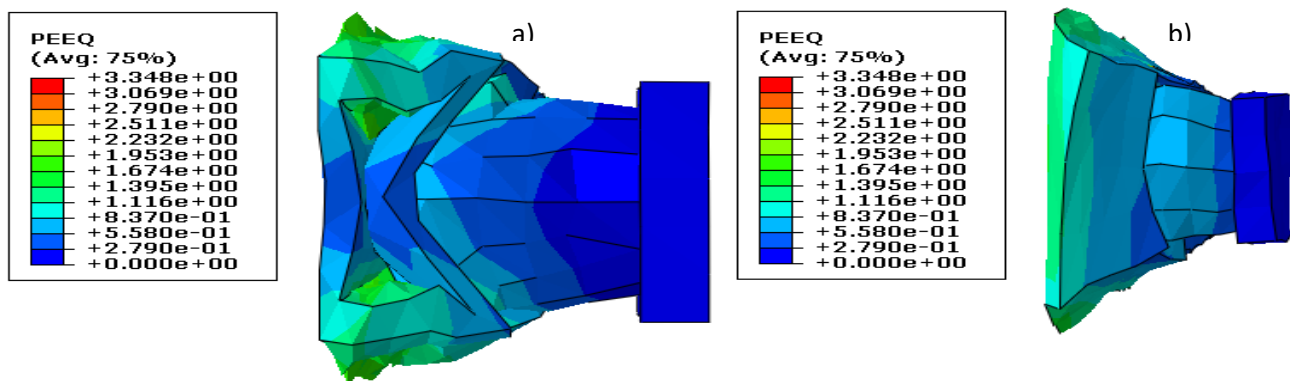 a)
PEEQ
(Avg: 75%)
+3.348e+00
+3.069e+00
+2.790e+00
+2.511e+00
+2.232e+00
+1.953e+00
+1.674e+00
+1.395e+00
+1.116e+00
+8.370e-01
+5.580e-01
+2.790e-01
+0.000e+00
b)
PEEQ
(Avg: 75%)
+3.348e+00
+3.069e+00
+2.790e+00
+2.511e+00
+2.232e+00
+1.953e+00
+1.674e+00
+1.395e+00
+1.116e+00
+8.370e-01
+5.580e-01
+2.790e-01
+0.000e+00